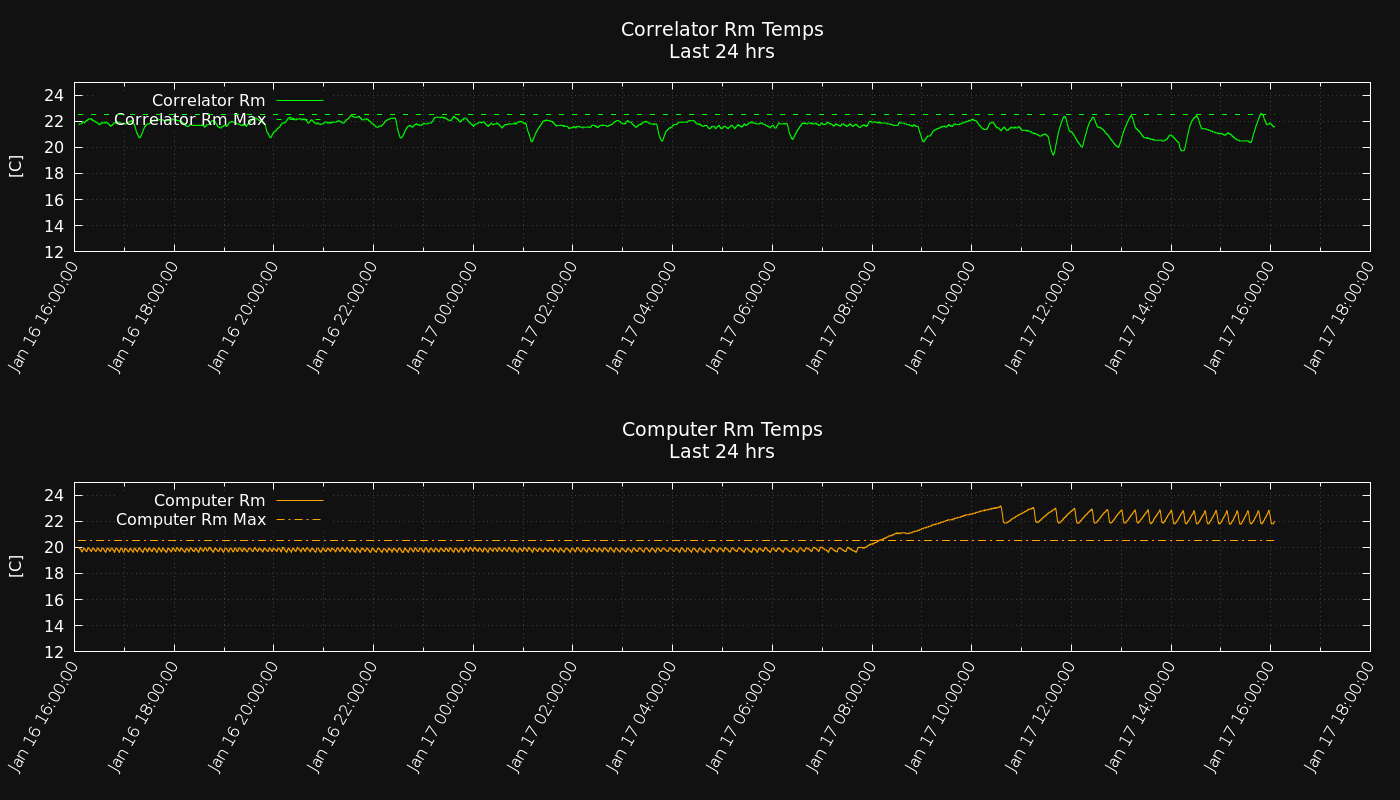 Correlator Rm Temps
Last 24 hrs
Correlator Rm
Correlator Rm Max
24
22
20
18
16
14
12
[C]
Jan 16 16:00:00
Jan 16 18:00:00
Jan 16 20:00:00
Jan 16 22:00:00
Jan 17 00:00:00
Jan 17 02:00:00
Jan 17 04:00:00
Jan 17 06:00:00
Jan 17 08:00:00
Jan 17 10:00:00
Jan 17 12:00:00
Jan 17 14:00:00
Jan 17 16:00:00
Jan 17 18:00:00
Computer Rm Temps
Last 24 hrs
Computer Rm
Computer Rm Max
24
22
20
18
16
14
12
[C]
Jan 16 16:00:00
Jan 16 18:00:00
Jan 16 20:00:00
Jan 16 22:00:00
Jan 17 00:00:00
Jan 17 02:00:00
Jan 17 04:00:00
Jan 17 06:00:00
Jan 17 08:00:00
Jan 17 10:00:00
Jan 17 12:00:00
Jan 17 14:00:00
Jan 17 16:00:00
Jan 17 18:00:00